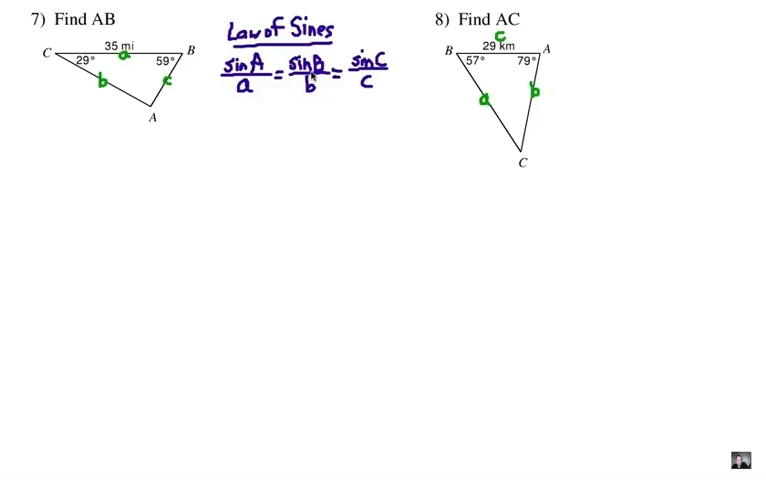 7) Find AB
C 35 mi B
a
29° 59°
b c
A
Law of Sines
sin A / a = sin B / b = sin C / c
8) Find AC
c
B 29 km A
57° 79°
a b
C